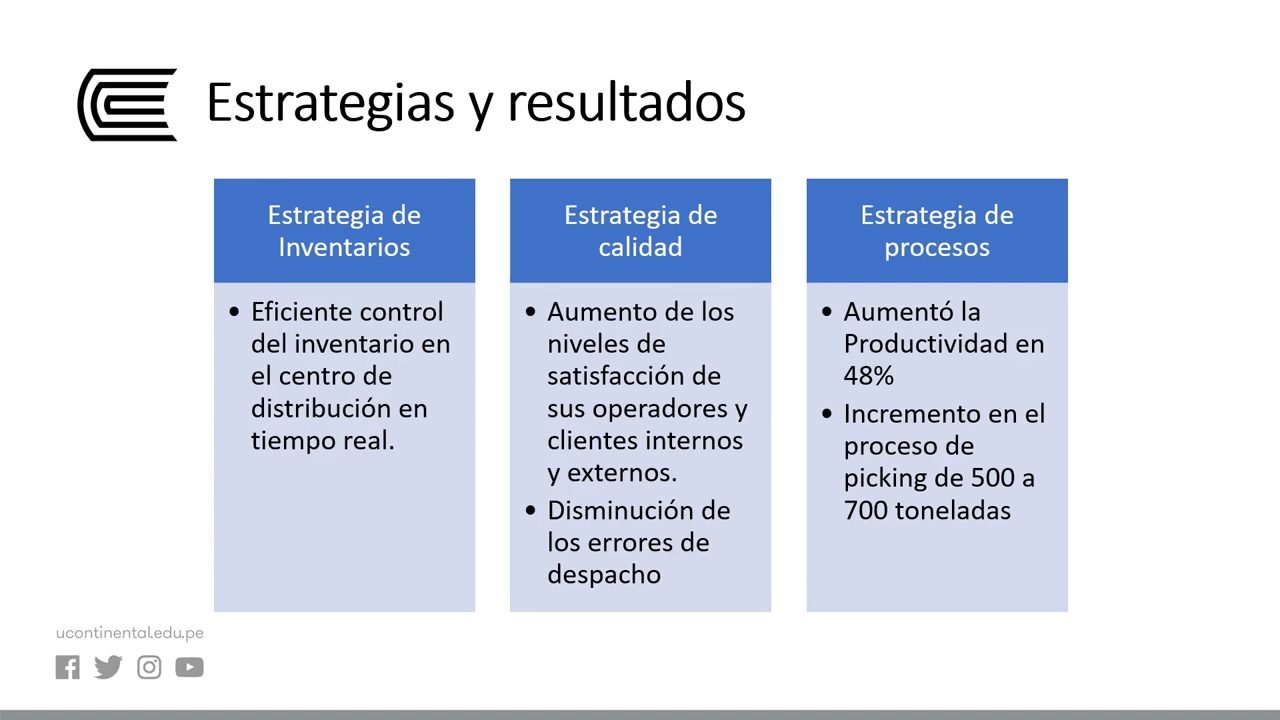 Estrategias y resultados
Estrategia de
Inventarios
• Eficiente control
del inventario en
el centro de
distribución en
tiempo real.
Estrategia de
calidad
• Aumento de los
niveles de
satisfacción de
sus operadores y
clientes internos
y externos.
• Disminución de
los errores de
despacho
Estrategia de
procesos
• Aumentó la
Productividad en
48%
• Incremento en el
proceso de
picking de 500 a
700 toneladas
ucontinental.edu.pe